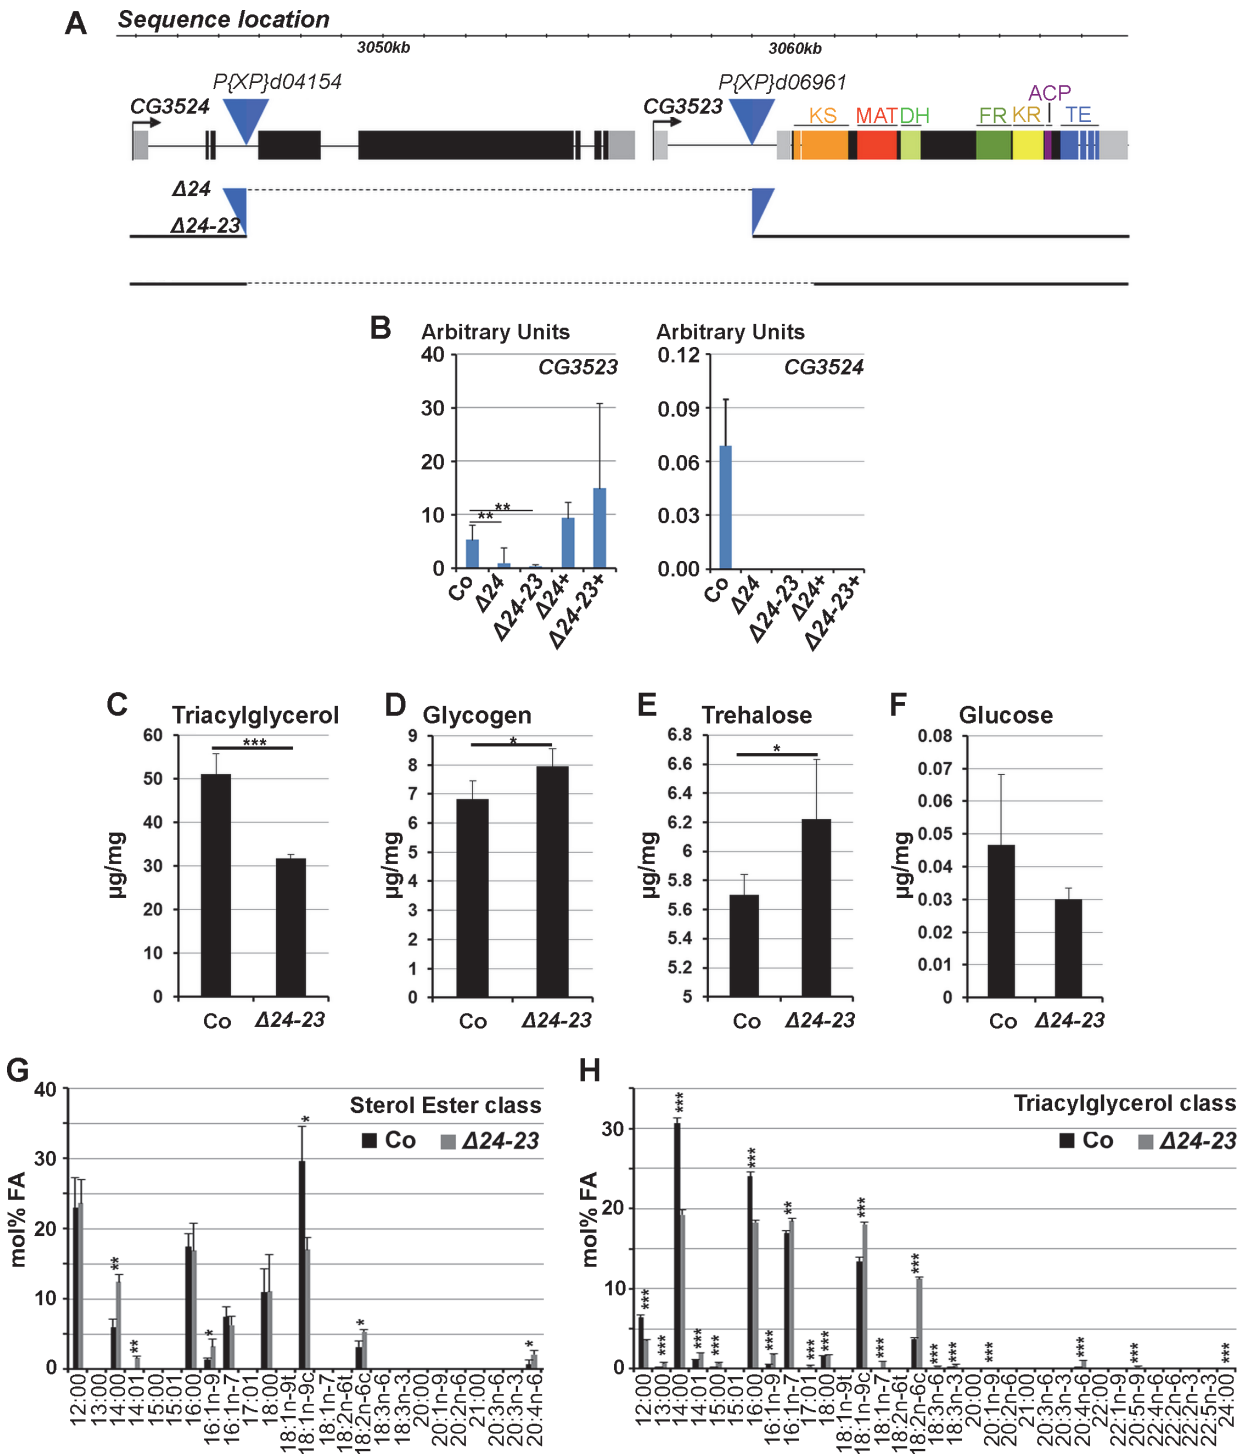 A Sequence location
3050kb 3060kb
P{XP}d04154 P{XP}d06961
CG3524 CG3523 ACP
KS MAT DH FR KR TE
Δ24
Δ24-23
B Arbitrary Units Arbitrary Units
40 CG3523 0.12 CG3524
30 0.09
20 0.06
** **
10 0.03
0 0.00
Co Δ24 Δ24-23 Δ24+ Δ24-23+ Co Δ24 Δ24-23 Δ24+ Δ24-23+
C Triacylglycerol
µg/mg
60
50
40
30
20
10
0
***
Co Δ24-23
D Glycogen
µg/mg
9
8
7
6
5
4
3
2
1
0
*
Co Δ24-23
E Trehalose
µg/mg
6.8
6.6
6.4
6.2
6
5.8
5.6
5.4
5.2
5
*
Co Δ24-23
F Glucose
µg/mg
0.08
0.07
0.06
0.05
0.04
0.03
0.02
0.01
0
Co Δ24-23
G
Sterol Ester class
Co Δ24-23
mol% FA
40
30
20
10
0
** ** * * * *
12:00 13:00 14:00 14:01 15:00 15:01 16:00 16:1n-9 16:1n-7 17:01 18:00 18:1n-9t 18:1n-9c 18:1n-7 18:2n-6t 18:2n-6c 18:3n-6 18:3n-3 20:00 20:1n-9 20:2n-6 21:00 20:3n-6 20:3n-3 20:4n-6
H
Triacylglycerol class
Co Δ24-23
mol% FA
30
20
10
0
*** *** *** *** *** *** *** ** *** *** *** *** *** *** *** *** *** *** ***
12:00 13:00 14:00 14:01 15:00 15:01 16:00 16:1n-9 16:1n-7 17:01 18:00 18:1n-9t 18:1n-9c 18:1n-7 18:2n-6t 18:2n-6c 18:3n-6 18:3n-3 20:00 20:1n-9 20:2n-6 21:00 20:3n-6 20:4n-6 22:00 22:1n-9 20:5n-9 22:4n-6 22:2n-6 22:2n-3 22:5n-3 24:00